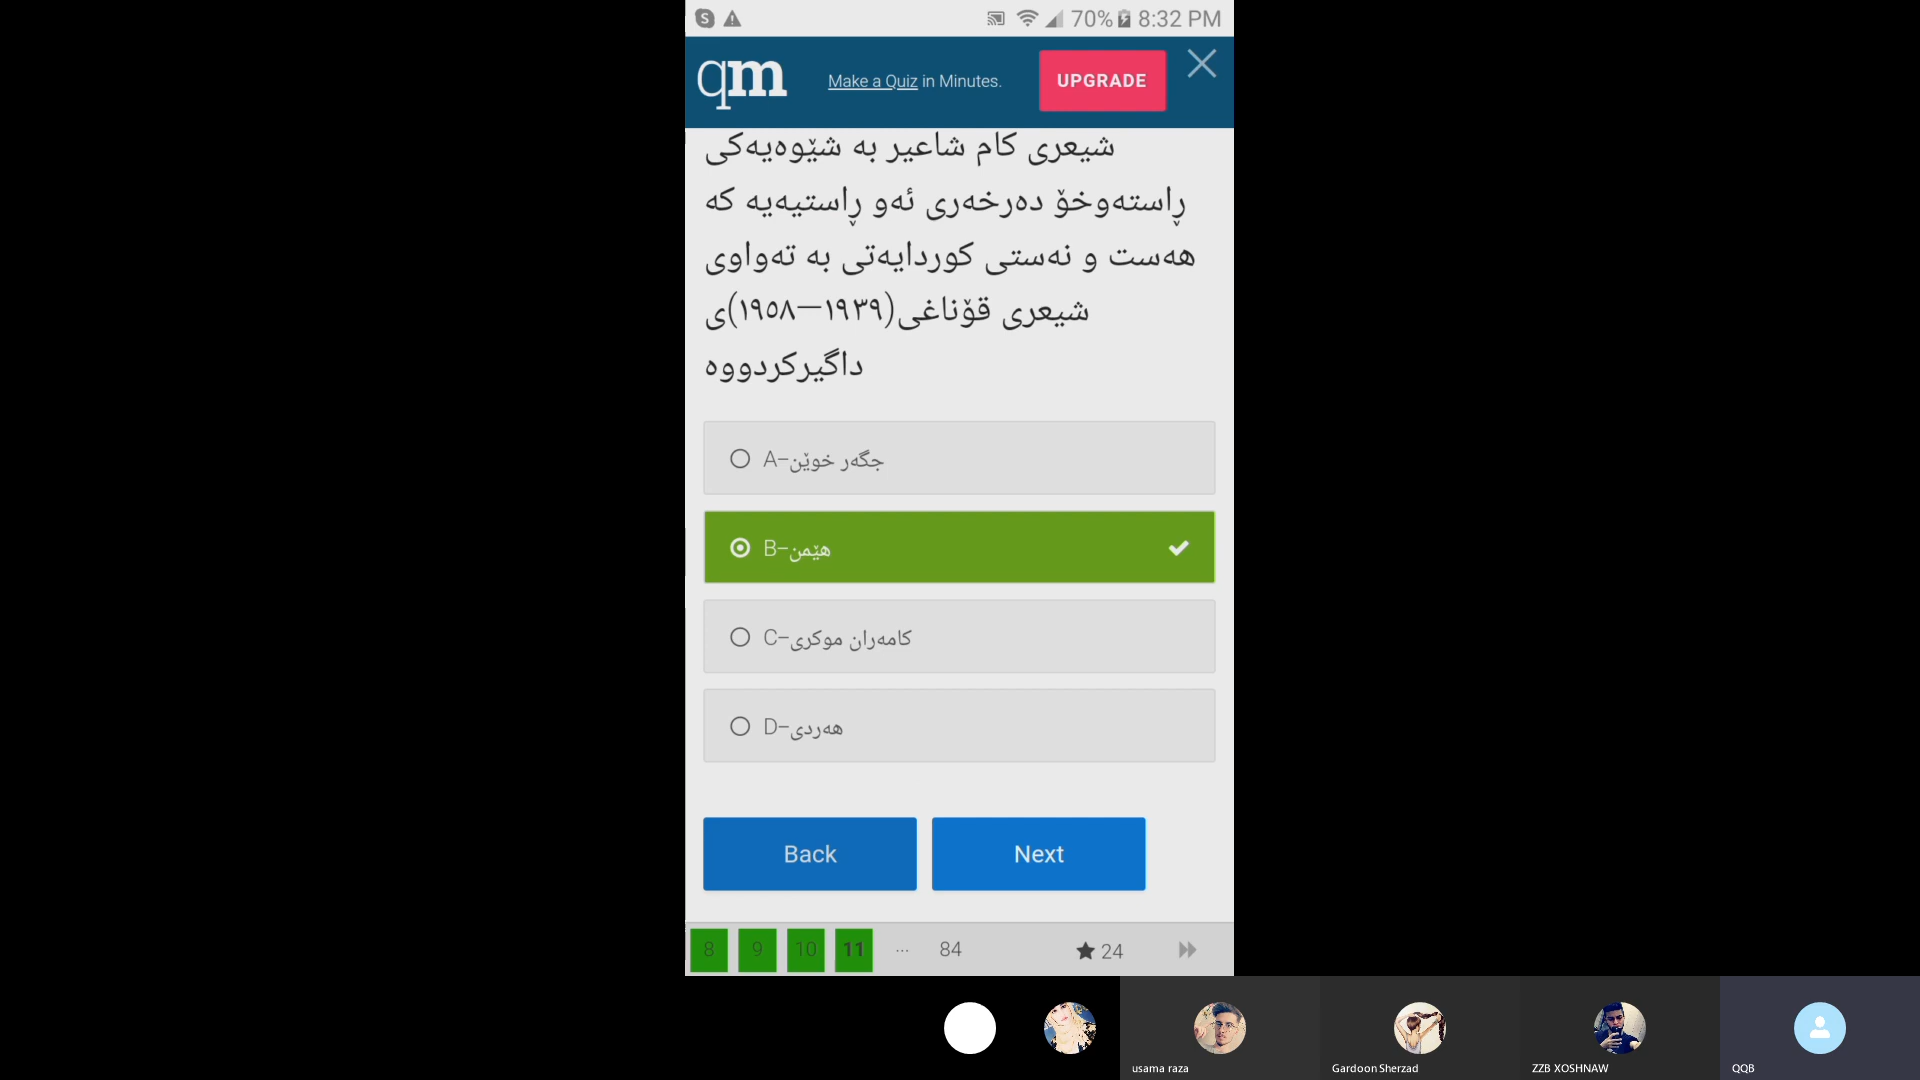 70% 8:32 PM
qm
Make a Quiz in Minutes.
UPGRADE
شیعری کام شاعیر بە شێوەیەکی
ڕاستەوخۆ دەرخەری ئەو ڕاستیەیە کە
هەست و نەستی کوردایەتی بە تەواوی
شیعری قۆناغی(١٩٣٩–١٩٥٨)ی
داگیرکردووە
A–جگەر خوێن
B–هێمن
C–کامەران موکری
D–هەردی
Back Next
8 9 10 11 ... 84 24
usama raza Gardoon Sherzad ZZB XOSHNAW QQB